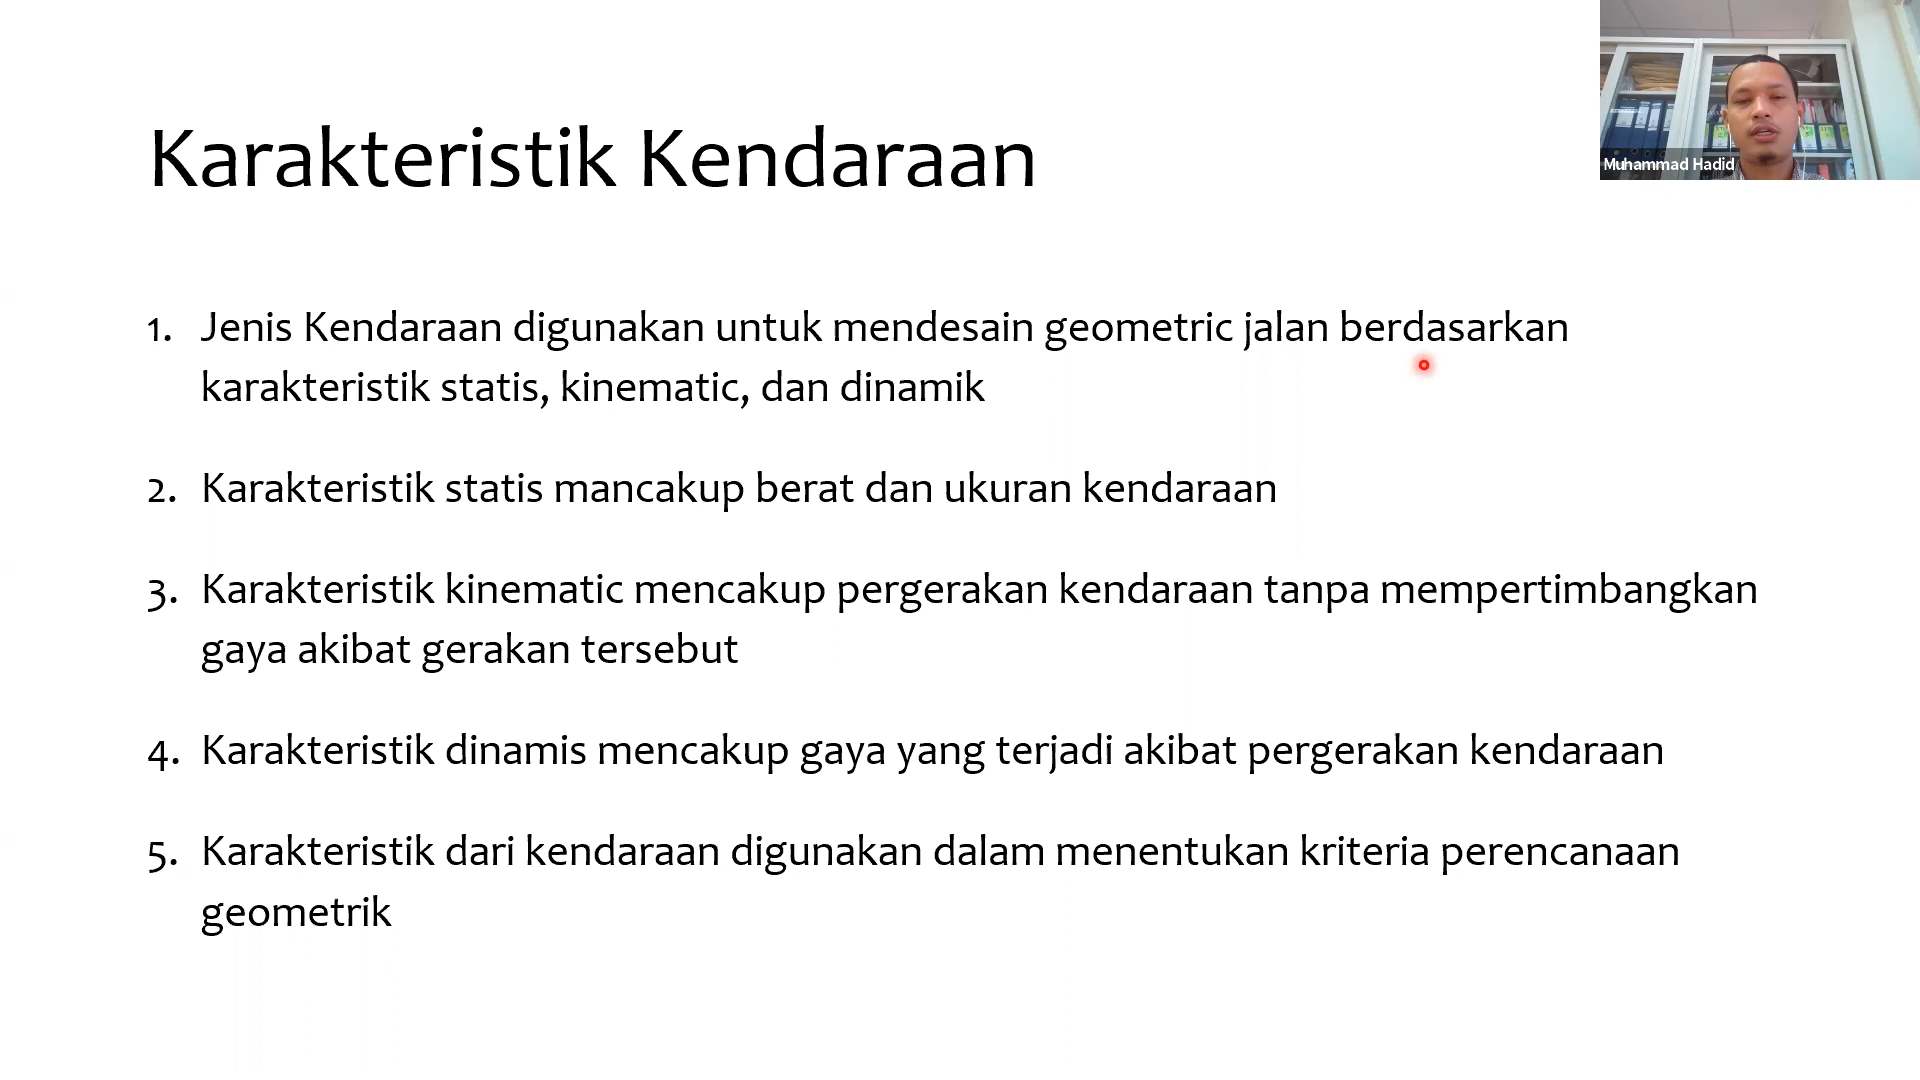 Karakteristik Kendaraan
Muhammad Hadid
1. Jenis Kendaraan digunakan untuk mendesain geometric jalan berdasarkan
karakteristik statis, kinematic, dan dinamik
2. Karakteristik statis mancakup berat dan ukuran kendaraan
3. Karakteristik kinematic mencakup pergerakan kendaraan tanpa mempertimbangkan
gaya akibat gerakan tersebut
4. Karakteristik dinamis mencakup gaya yang terjadi akibat pergerakan kendaraan
5. Karakteristik dari kendaraan digunakan dalam menentukan kriteria perencanaan
geometrik